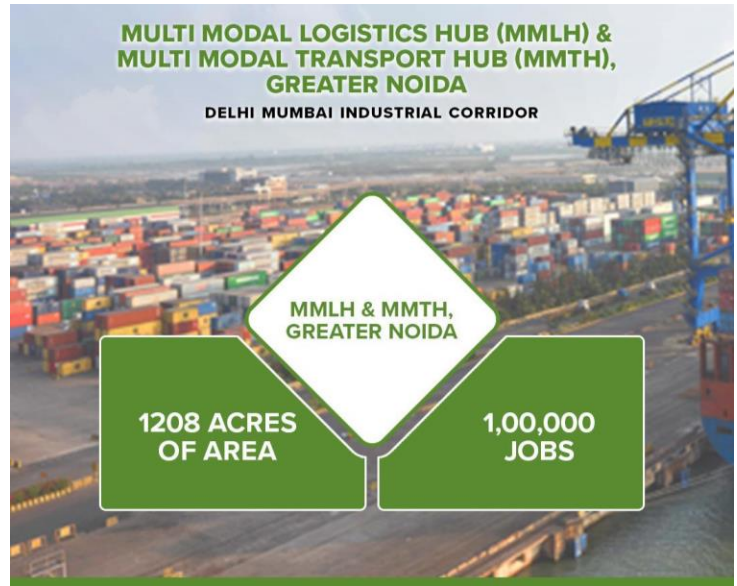 MULTI MODAL LOGISTICS HUB (MMLH) &
MULTI MODAL TRANSPORT HUB (MMTH),
GREATER NOIDA
DELHI MUMBAI INDUSTRIAL CORRIDOR
MMLH & MMTH,
GREATER NOIDA
1208 ACRES
OF AREA
1,00,000
JOBS